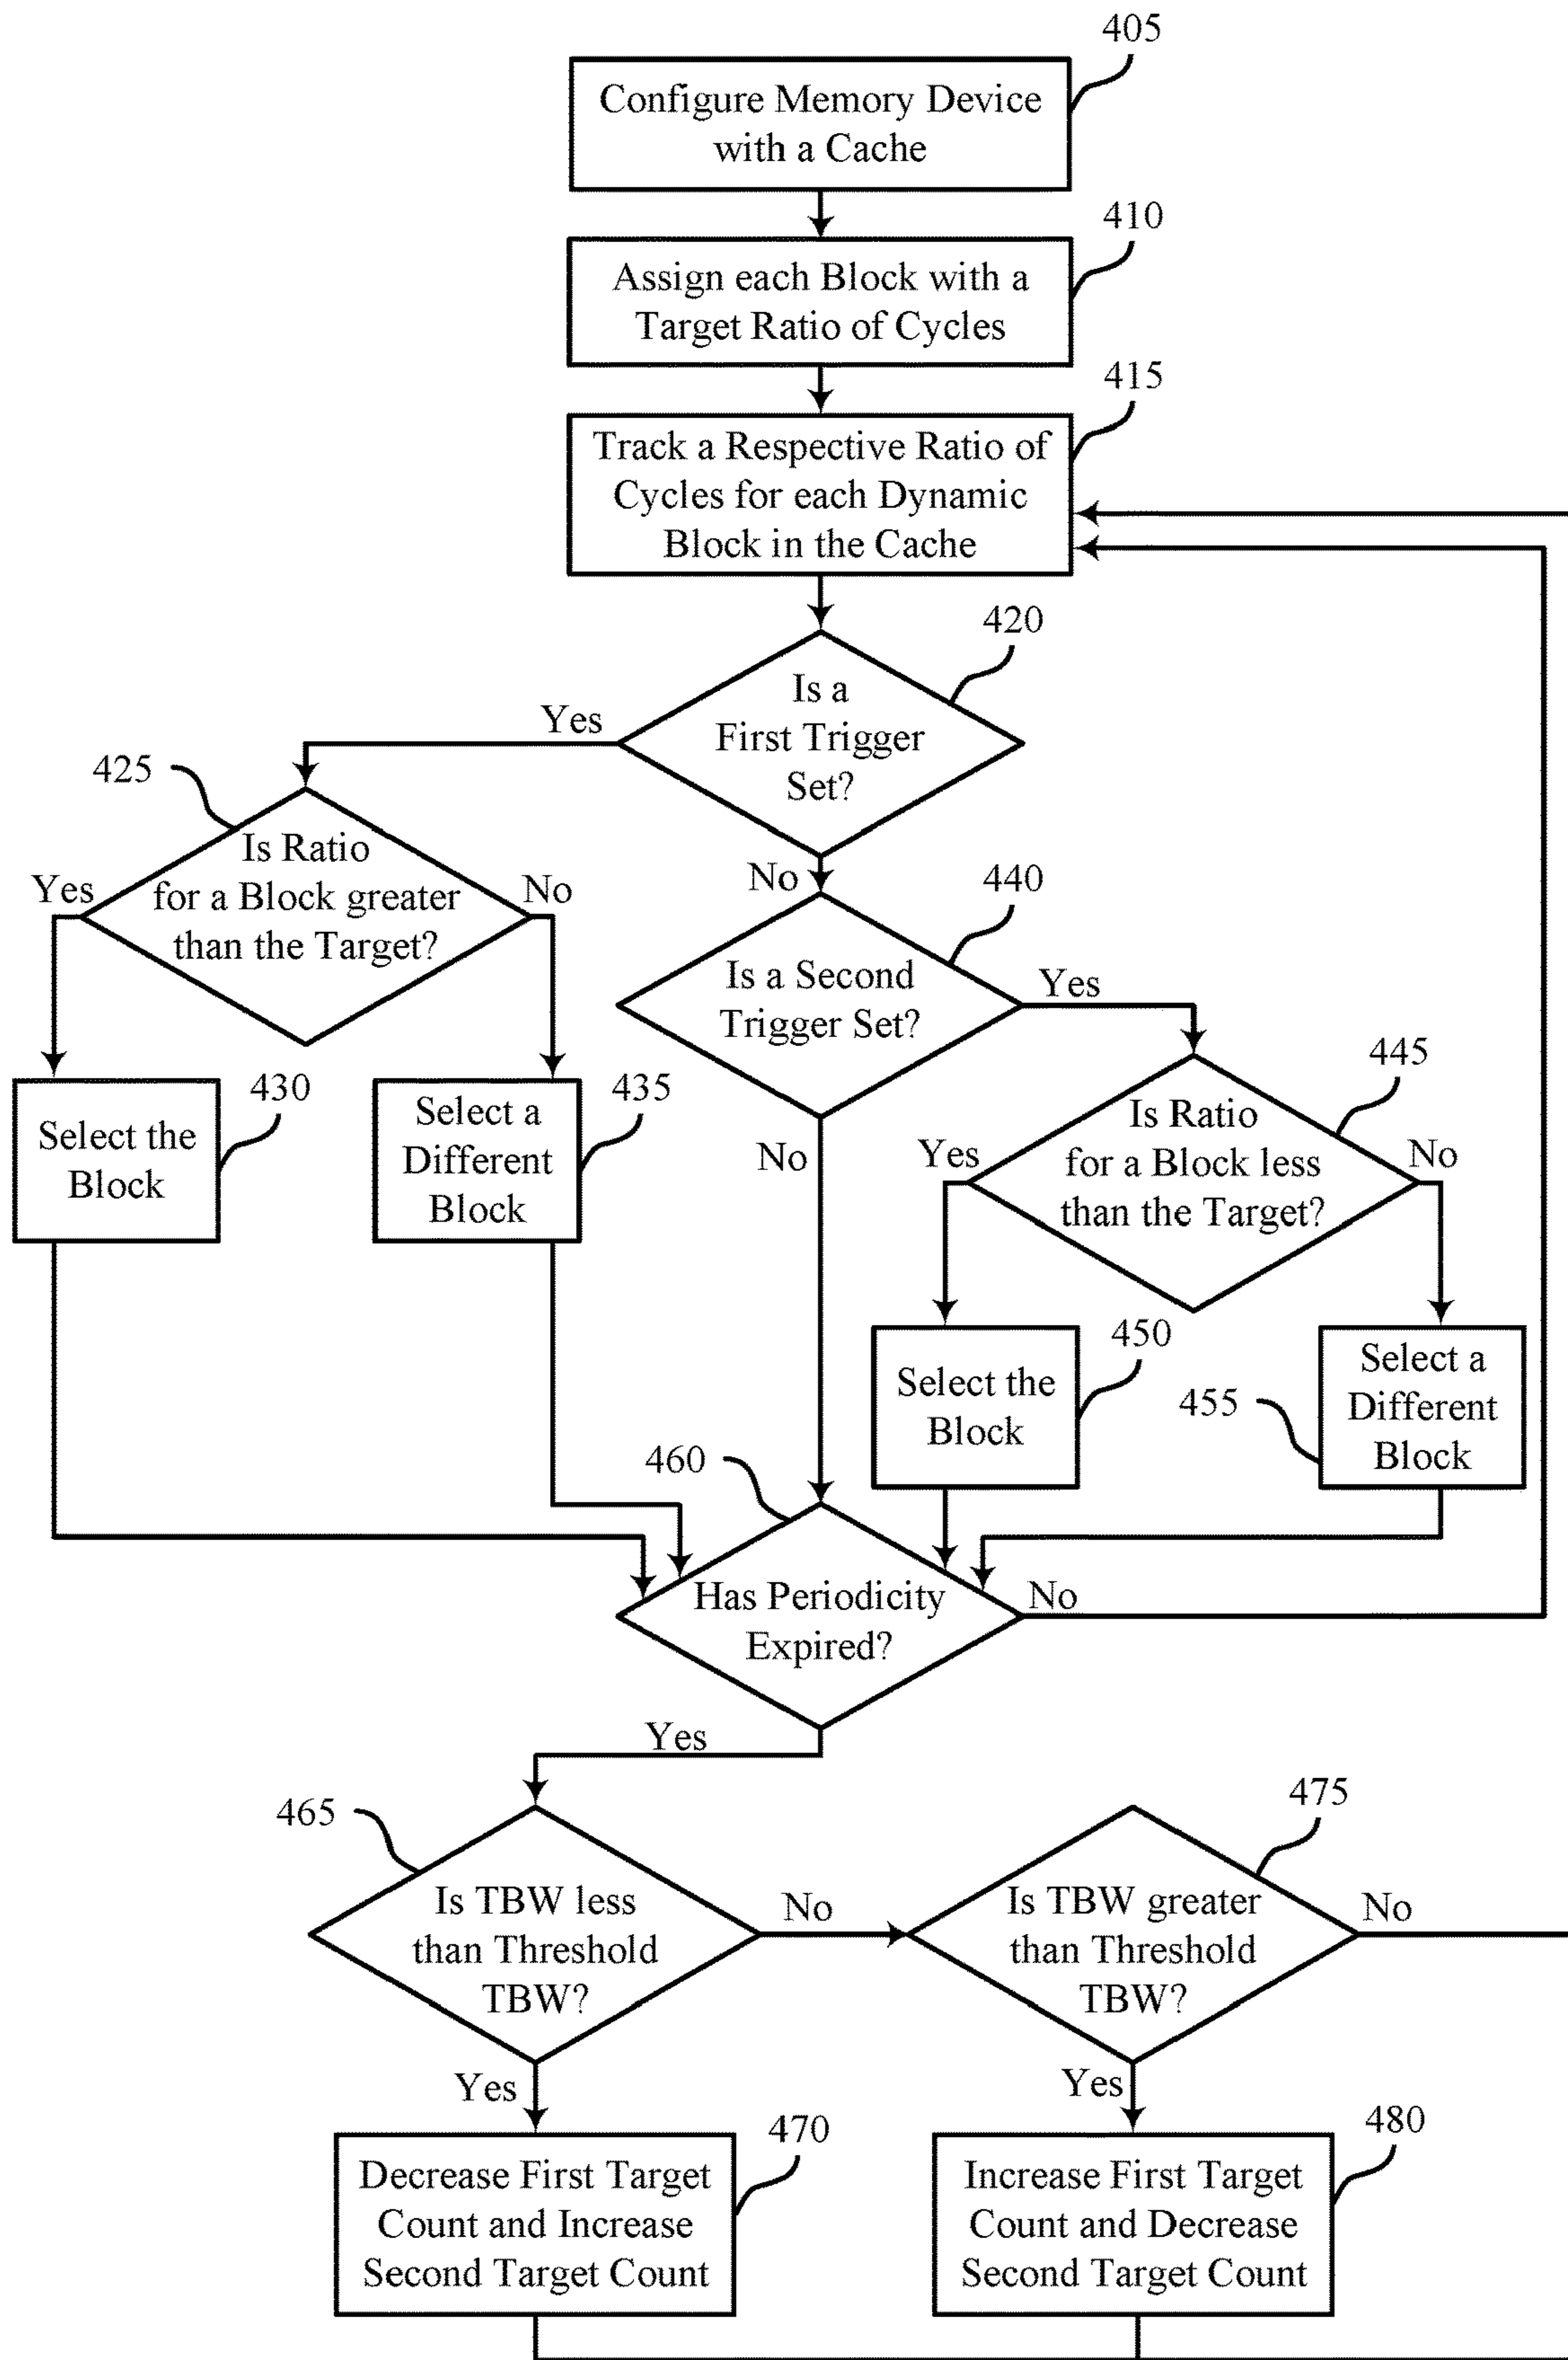 405
Configure Memory Device
with a Cache
410
Assign each Block with a
Target Ratio of Cycles
415
Track a Respective Ratio of
Cycles for each Dynamic
Block in the Cache
420
Is a
First Trigger
Set?
Yes
No
425
Is Ratio
for a Block greater
than the Target?
Yes
No
430
Select the
Block
435
Select a
Different
Block
440
Is a Second
Trigger Set?
Yes
No
445
Is Ratio
for a Block less
than the Target?
Yes
No
450
Select the
Block
455
Select a
Different
Block
460
Has Periodicity
Expired?
No
Yes
465
Is TBW less
than Threshold
TBW?
No
Yes
475
Is TBW greater
than Threshold
TBW?
No
Yes
470
Decrease First Target
Count and Increase
Second Target Count
480
Increase First Target
Count and Decrease
Second Target Count